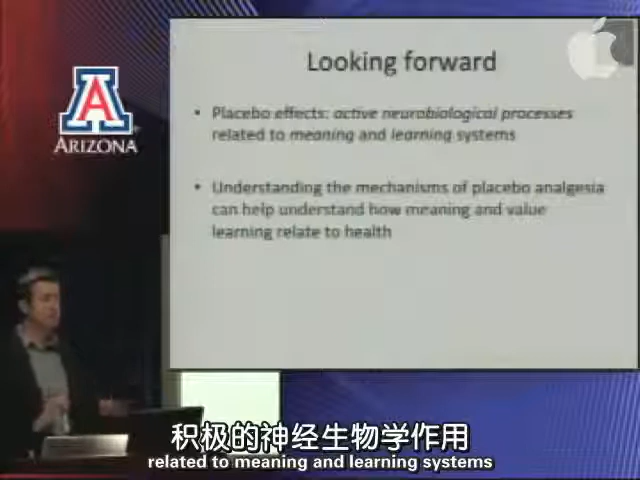 Looking forward
• Placebo effects: active neurobiological processes
related to meaning and learning systems
• Understanding the mechanisms of placebo analgesia
can help understand how meaning and value
learning relate to health
A
ARIZONA
积极的神经生物学作用
related to meaning and learning systems